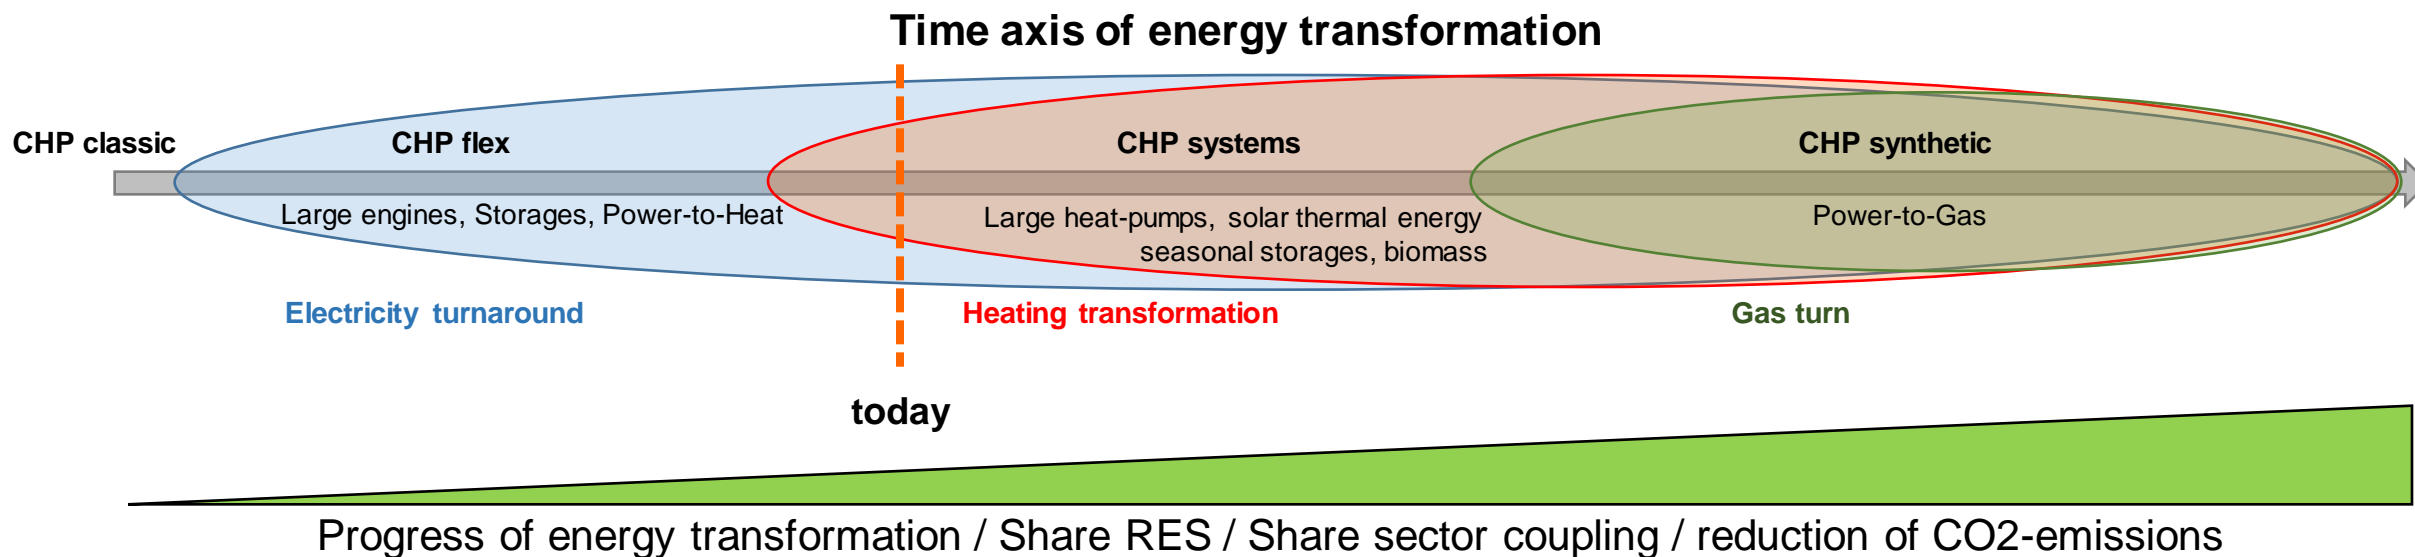 Time axis of energy transformation
CHP classic
CHP flex
CHP systems
CHP synthetic
Large engines, Storages, Power-to-Heat
Large heat-pumps, solar thermal energy
seasonal storages, biomass
Power-to-Gas
Electricity turnaround
Heating transformation
Gas turn
today
Progress of energy transformation / Share RES / Share sector coupling / reduction of CO2-emissions